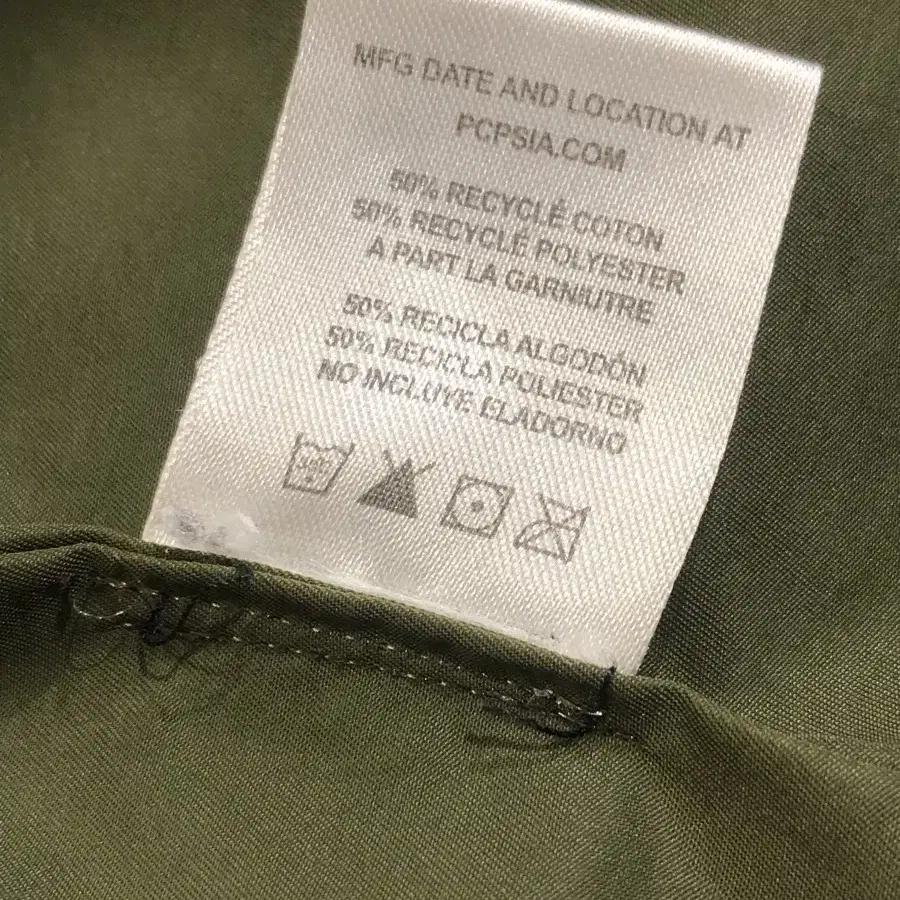 MFG DATE AND LOCATION AT
PCPSIA.COM
50% RECYCLÉ COTON
50% RECYCLÉ POLYESTER
À PART LA GARNIUTRE
50% RECICLA ALGODÓN
50% RECICLA POLIESTER
NO INCLUYE ELADORNO